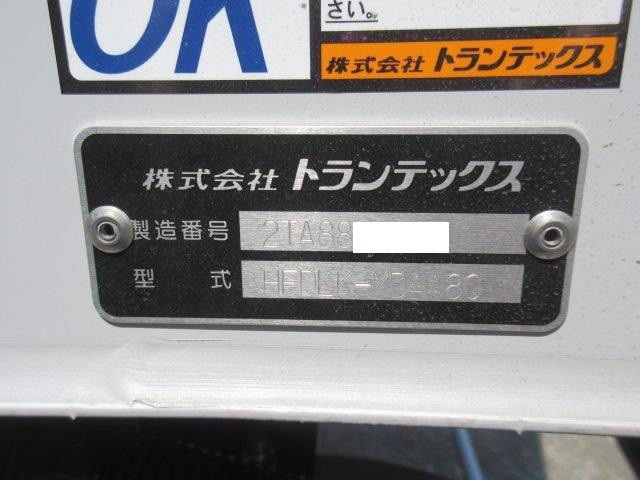 OK
さい。
株式会社 トランテックス
株式会社 トランテックス
製造番号 2TA88
型式 HFDLK-MDAA80